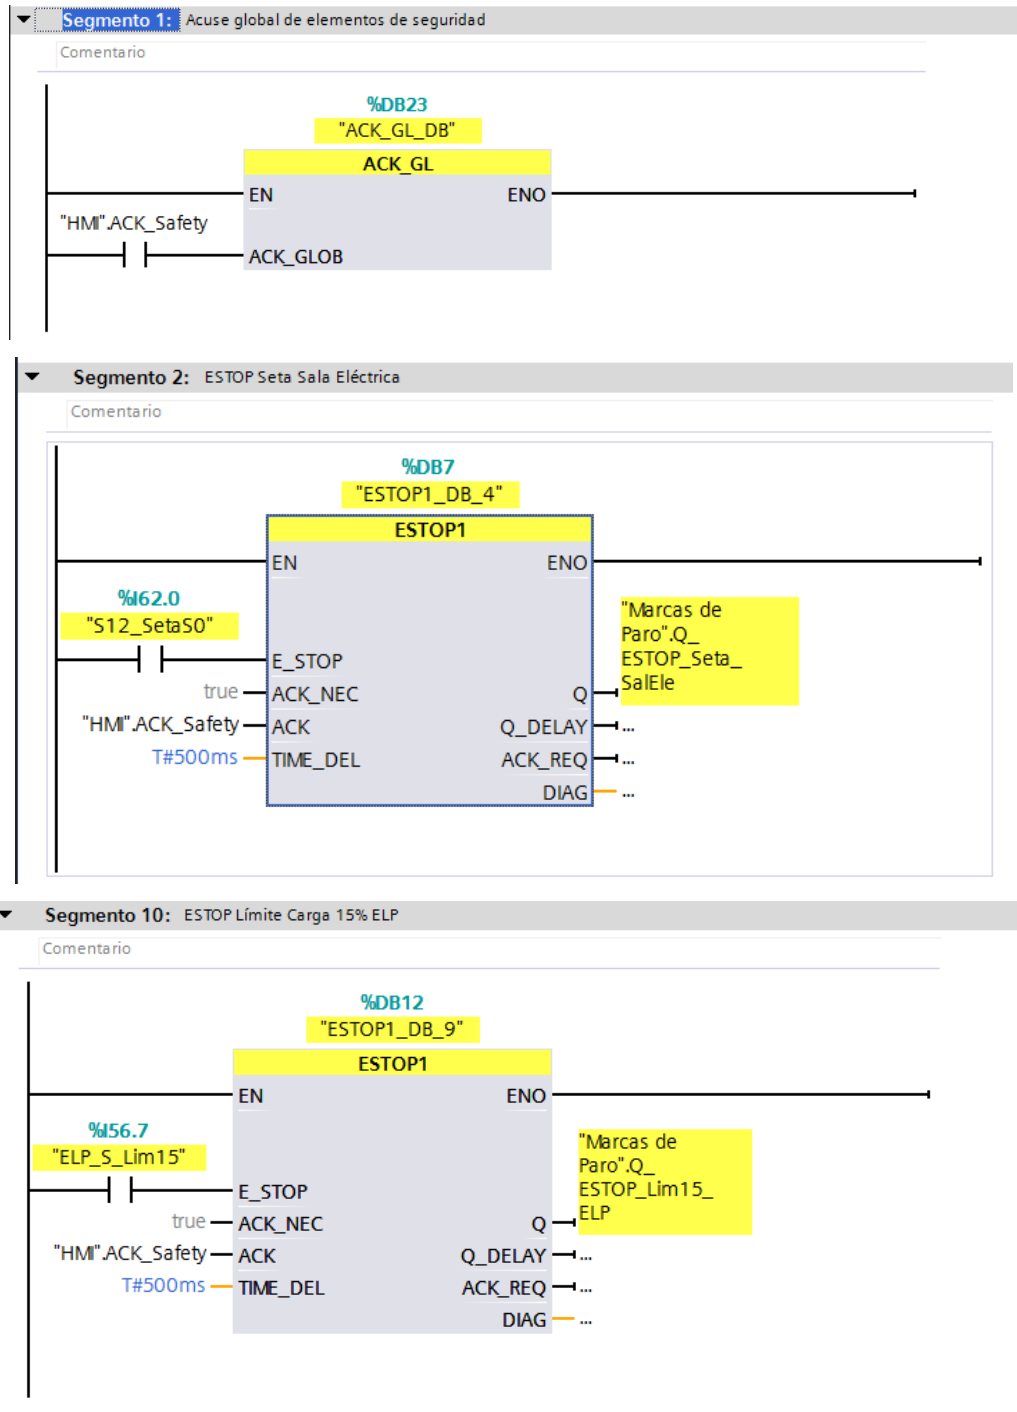 Segmento 1: Acuse global de elementos de seguridad
Comentario
%DB23
"ACK_GL_DB"
ACK_GL
EN ENO
"HMI".ACK_Safety
ACK_GLOB
Segmento 2: ESTOP Seta Sala Eléctrica
Comentario
%DB7
"ESTOP1_DB_4"
ESTOP1
EN ENO
%I62.0
"S12_SetaS0"
E_STOP
true ACK_NEC
"HMI".ACK_Safety ACK
T#500ms TIME_DEL
"Marcas de
Paro".Q_
ESTOP_Seta_
SalEle
Q
Q_DELAY ...
ACK_REQ ...
DIAG ...
Segmento 10: ESTOP Límite Carga 15% ELP
Comentario
%DB12
"ESTOP1_DB_9"
ESTOP1
EN ENO
%I56.7
"ELP_S_Lim15"
E_STOP
true ACK_NEC
"HMI".ACK_Safety ACK
T#500ms TIME_DEL
"Marcas de
Paro".Q_
ESTOP_Lim15_
ELP
Q
Q_DELAY ...
ACK_REQ ...
DIAG ...